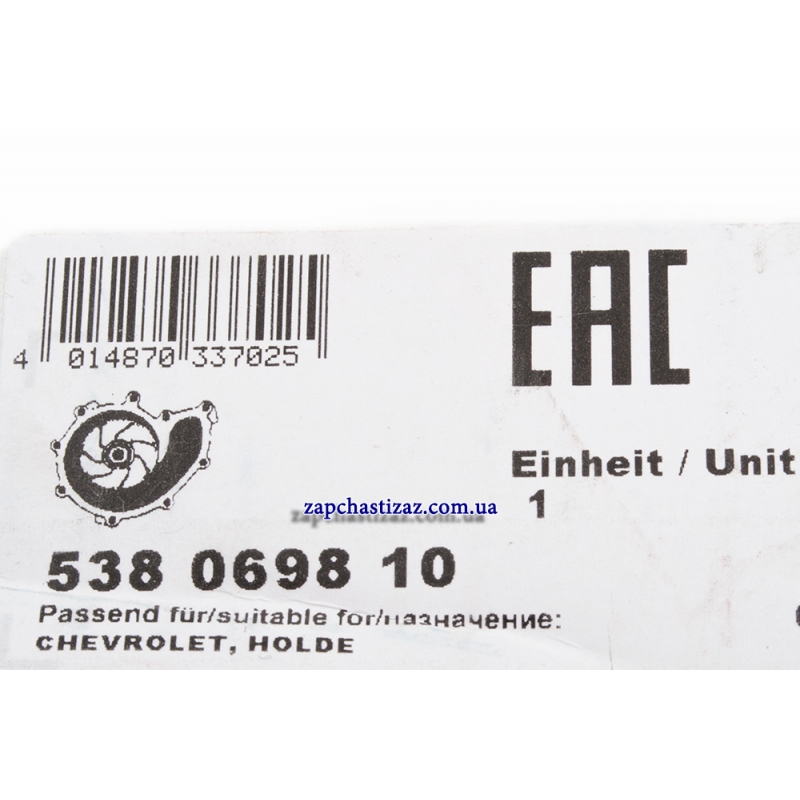 EAC
4 014870 337025
Einheit / Unit
1
zapchastizaz.com.ua
538 0698 10
Passend für/suitable for/назначение:
CHEVROLET, HOLDE